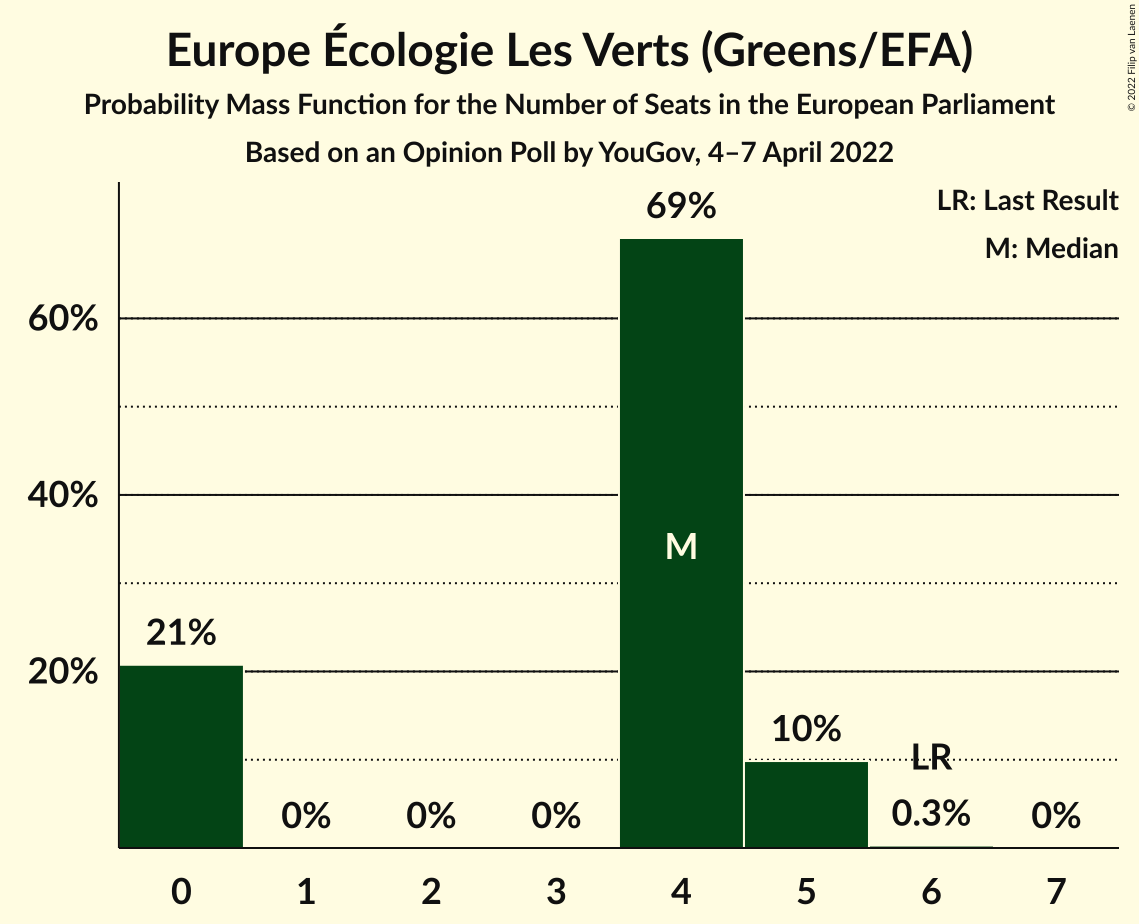 Europe Écologie Les Verts (Greens/EFA)
Probability Mass Function for the Number of Seats in the European Parliament
Based on an Opinion Poll by YouGov, 4–7 April 2022
© 2022 Filip van Laenen
LR: Last Result
M: Median
60%
40%
20%
21%
0%
0%
0%
69%
M
10%
LR
0.3%
0%
0 1 2 3 4 5 6 7